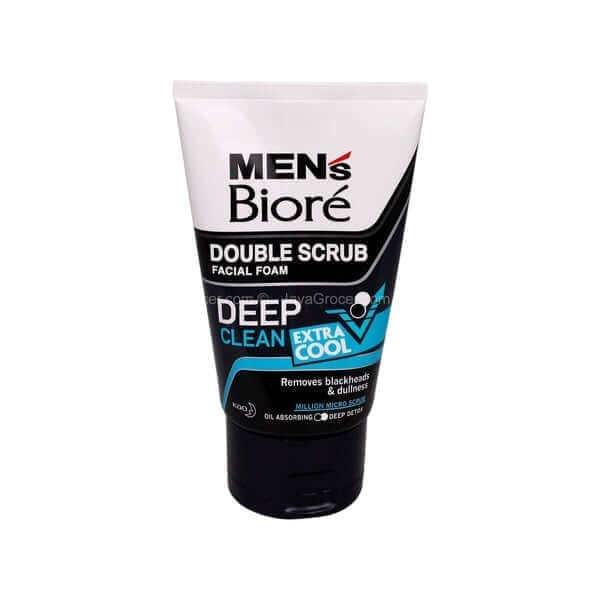 MEN's
Bioré
DOUBLE SCRUB
FACIAL FOAM
DEEP
CLEAN
EXTRA
COOL
Removes blackheads
& dullness
MILLION MICRO SCRUB
OIL ABSORBING DEEP DETOX
Kao